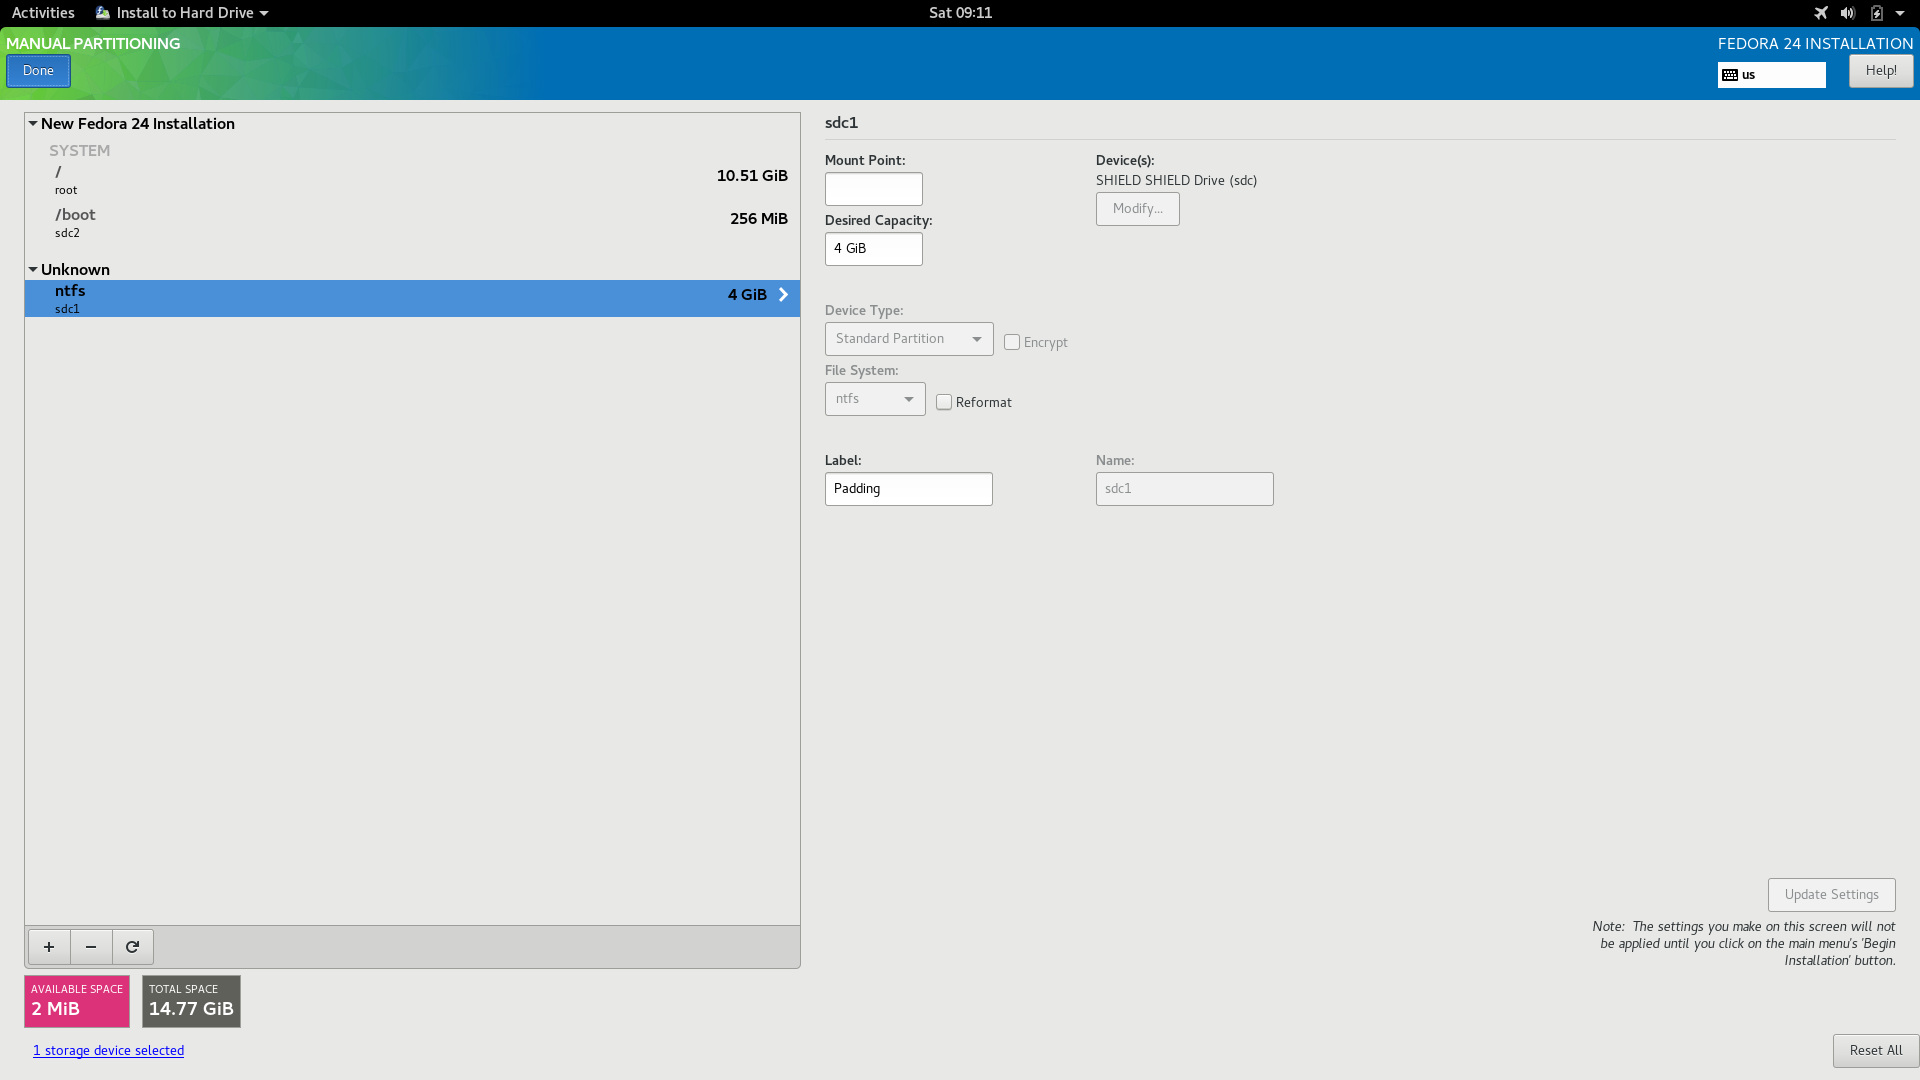 Activities Install to Hard Drive Sat 09:11
MANUAL PARTITIONING FEDORA 24 INSTALLATION
Done us Help!
New Fedora 24 Installation
SYSTEM
/ 10.51 GiB
root
/boot 256 MiB
sdc2
Unknown
ntfs 4 GiB
sdc1
sdc1
Mount Point: Device(s):
SHIELD SHIELD Drive (sdc)
Modify...
Desired Capacity:
4 GiB
Device Type:
Standard Partition Encrypt
File System:
ntfs Reformat
Label: Name:
Padding sdc1
Update Settings
Note: The settings you make on this screen will not
be applied until you click on the main menu's 'Begin
Installation' button.
+ −
AVAILABLE SPACE TOTAL SPACE
2 MiB 14.77 GiB
1 storage device selected Reset All